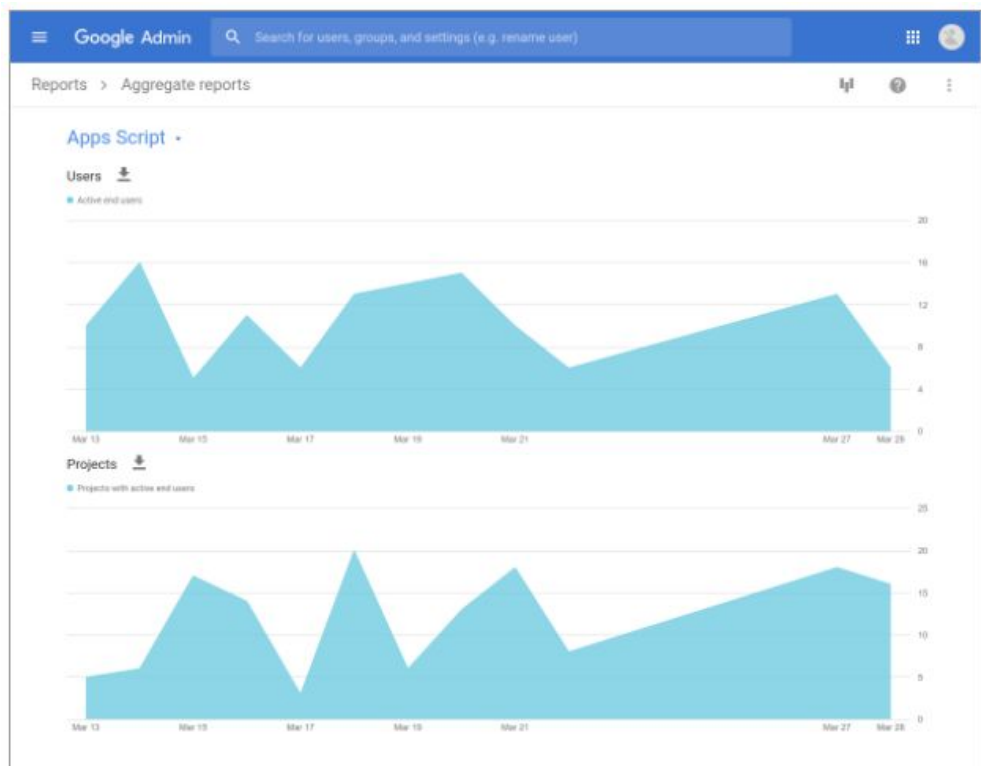 Google Admin
Search for users, groups, and settings (e.g. rename user)
Reports > Aggregate reports
Apps Script
Users
Active end users
20
16
12
8
4
0
Mar 13 Mar 15 Mar 17 Mar 19 Mar 21 Mar 27 Mar 28
Projects
Projects with active end users
25
20
15
10
5
0
Mar 13 Mar 15 Mar 17 Mar 19 Mar 21 Mar 27 Mar 28